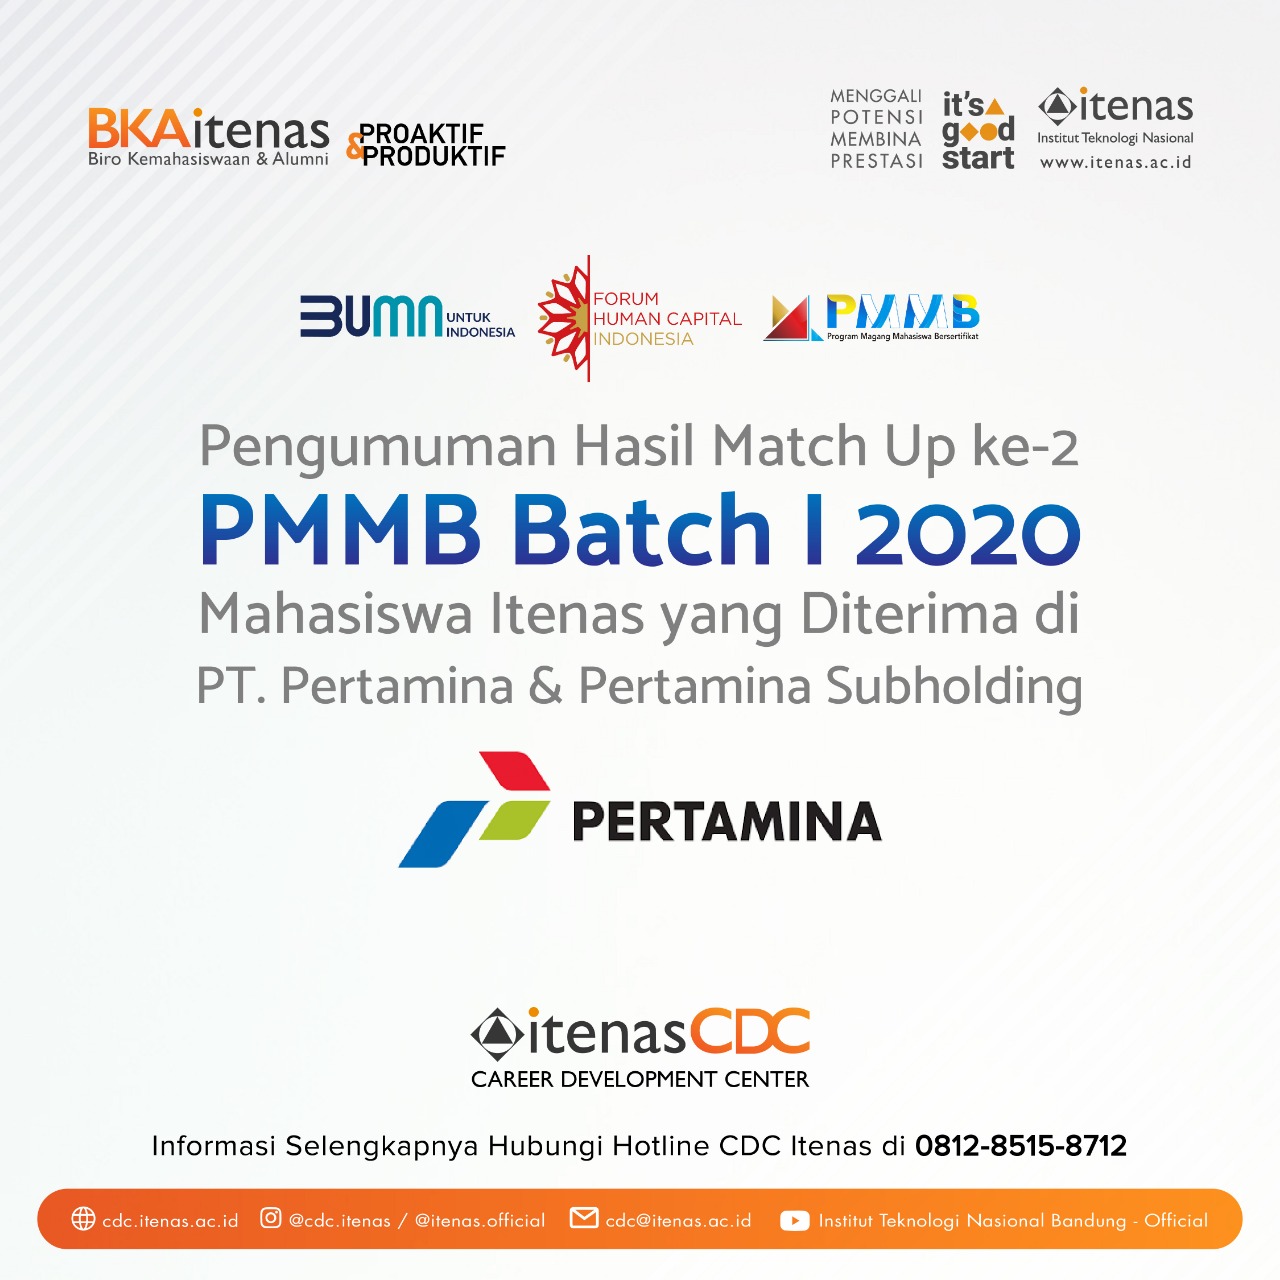 BKAitenas
Biro Kemahasiswaan & Alumni
PROAKTIF
&PRODUKTIF
MENGGALI
POTENSI
MEMBINA
PRESTASI
it's
good
start
itenas
Institut Teknologi Nasional
www.itenas.ac.id
BUMN UNTUK
INDONESIA
FORUM
HUMAN CAPITAL
INDONESIA
PMMB
Program Magang Mahasiswa Bersertifikat
Pengumuman Hasil Match Up ke-2
PMMB Batch I 2020
Mahasiswa Itenas yang Diterima di
PT. Pertamina & Pertamina Subholding
PERTAMINA
itenasCDC
CAREER DEVELOPMENT CENTER
Informasi Selengkapnya Hubungi Hotline CDC Itenas di 0812-8515-8712
cdc.itenas.ac.id @cdc.itenas / @itenas.official cdc@itenas.ac.id Institut Teknologi Nasional Bandung - Official